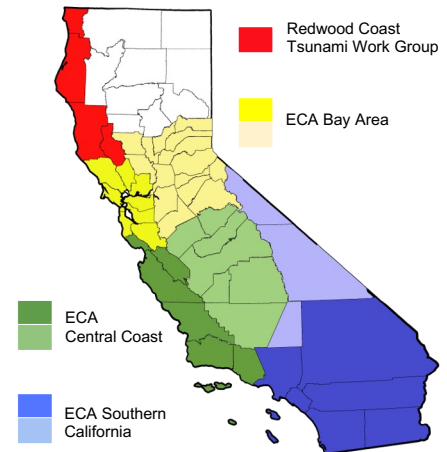 Redwood Coast
Tsunami Work Group
ECA Bay Area
ECA
Central Coast
ECA Southern
California